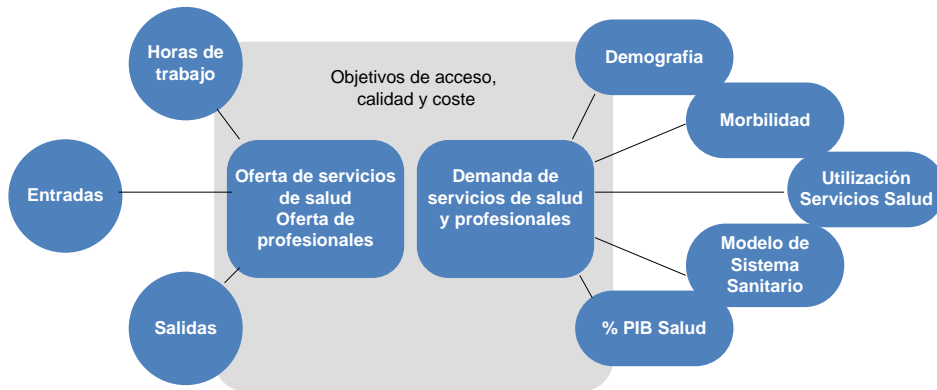 Horas de
trabajo
Objetivos de acceso,
calidad y coste
Demografia
Morbilidad
Entradas
Oferta de servicios
de salud
Oferta de
profesionales
Demanda de
servicios de salud
y profesionales
Utilización
Servicios Salud
Modelo de
Sistema
Sanitario
Salidas
% PIB Salud